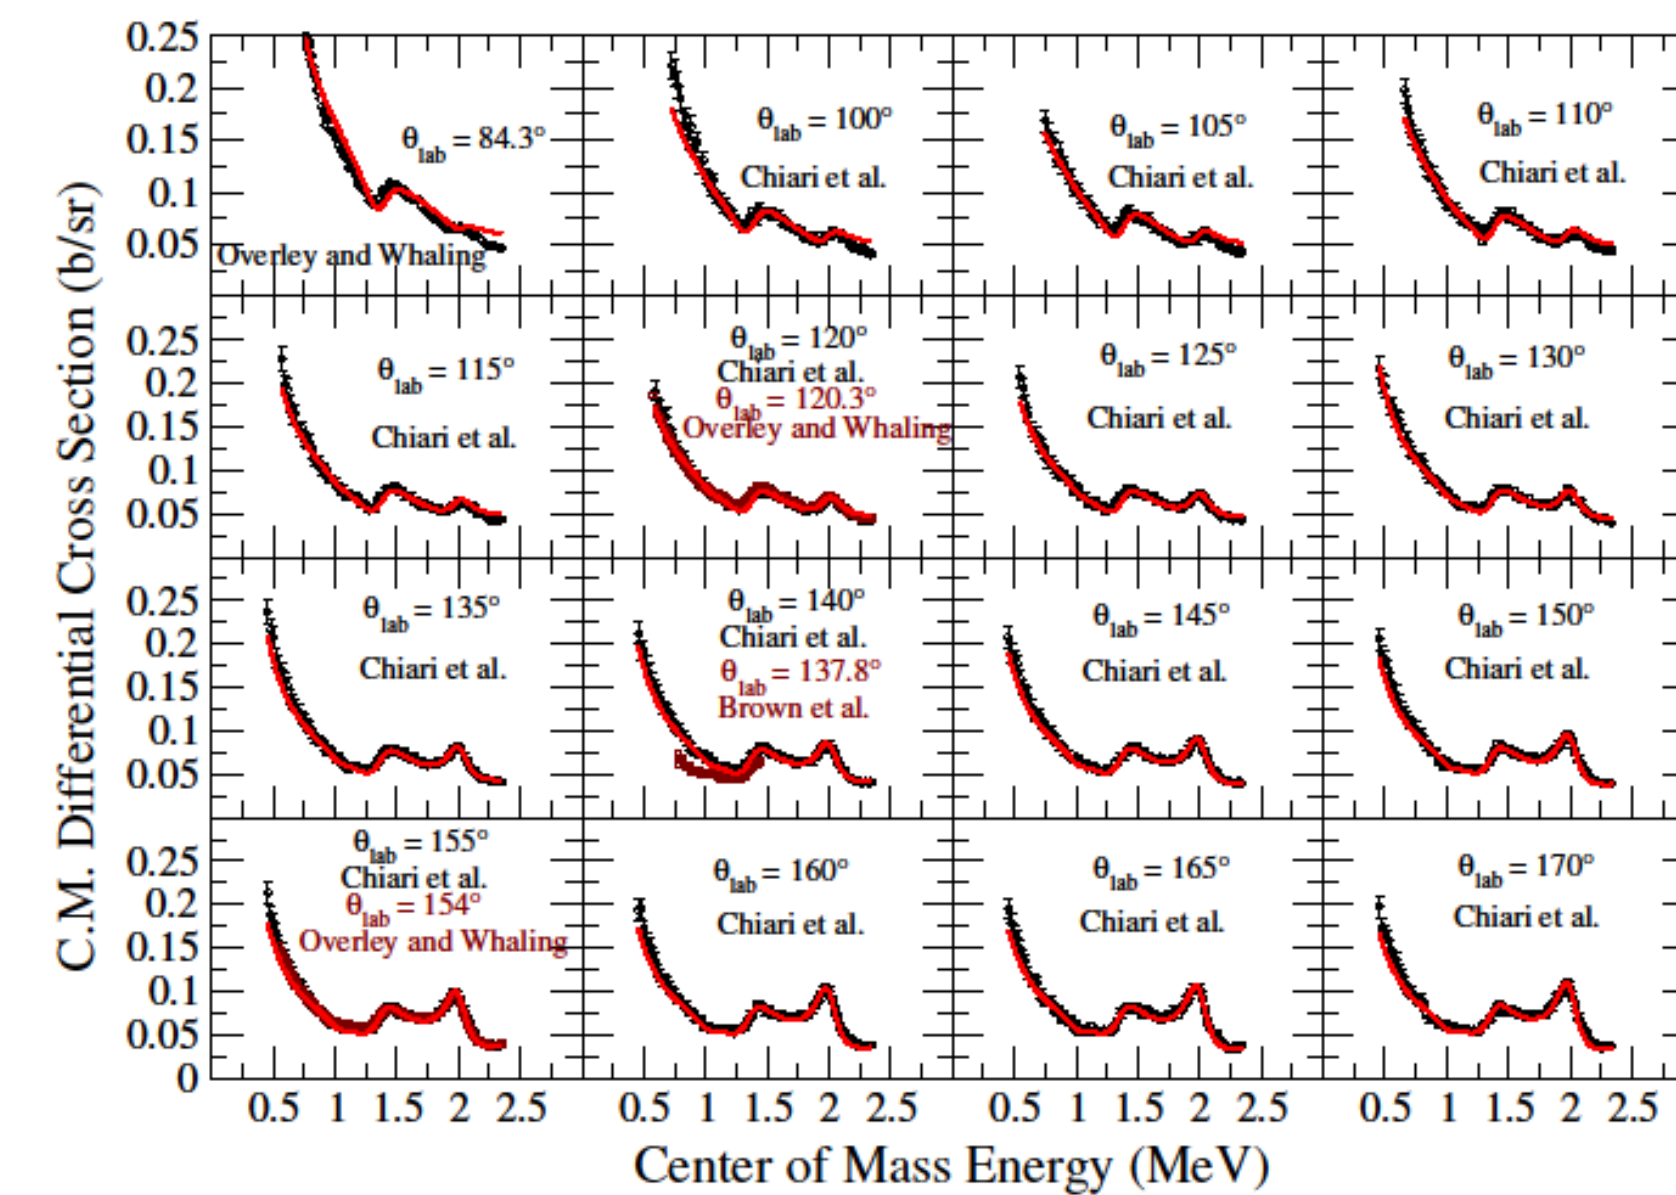 C.M. Differential Cross Section (b/sr)
0.25
0.2
0.15
0.1
0.05
θlab = 84.3°
Overley and Whaling
θlab = 100°
Chiari et al.
θlab = 105°
Chiari et al.
θlab = 110°
Chiari et al.
0.25
0.2
0.15
0.1
0.05
θlab = 115°
Chiari et al.
θlab = 120°
Chiari et al.
θlab = 120.3°
Overley and Whaling
θlab = 125°
Chiari et al.
θlab = 130°
Chiari et al.
0.25
0.2
0.15
0.1
0.05
θlab = 135°
Chiari et al.
θlab = 140°
Chiari et al.
θlab = 137.8°
Brown et al.
θlab = 145°
Chiari et al.
θlab = 150°
Chiari et al.
0.25
0.2
0.15
0.1
0.05
0
θlab = 155°
Chiari et al.
θlab = 154°
Overley and Whaling
θlab = 160°
Chiari et al.
θlab = 165°
Chiari et al.
θlab = 170°
Chiari et al.
0.5 1 1.5 2 2.5 0.5 1 1.5 2 2.5 0.5 1 1.5 2 2.5 0.5 1 1.5 2 2.5
Center of Mass Energy (MeV)